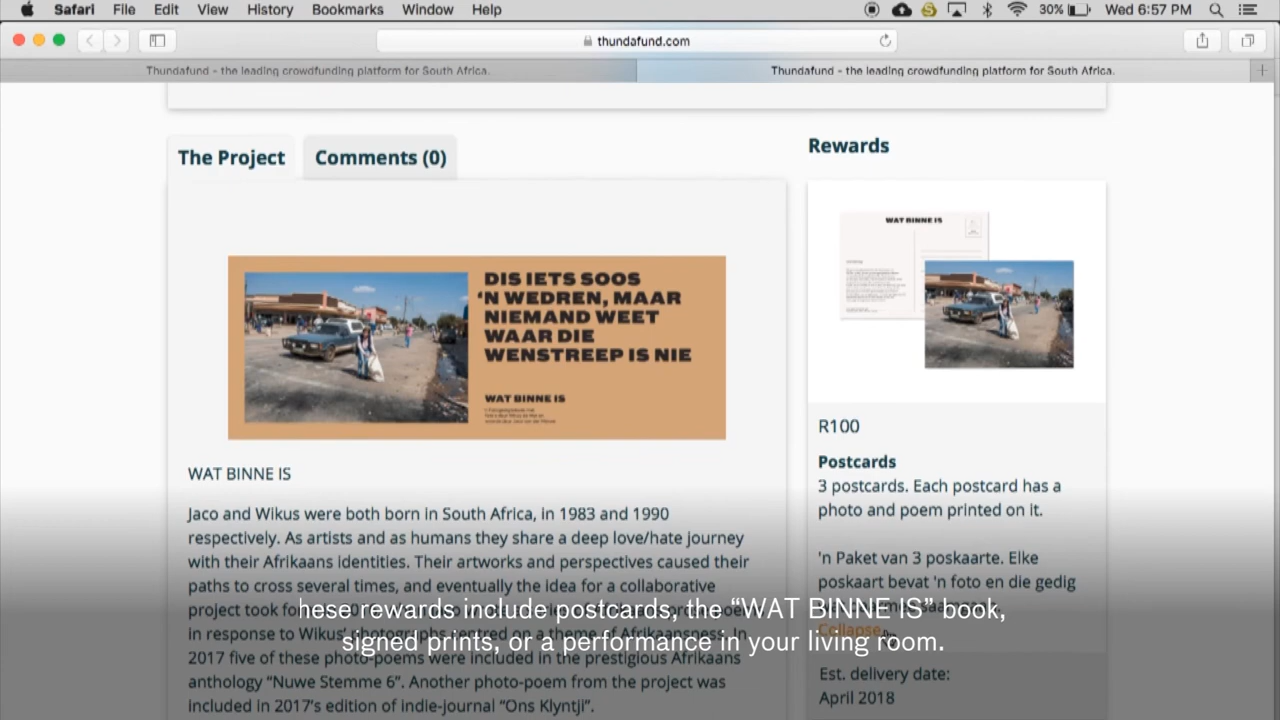 Safari File Edit View History Bookmarks Window Help
30% Wed 6:57 PM
thundafund.com
Thundafund - the leading crowdfunding platform for South Africa.
Thundafund - the leading crowdfunding platform for South Africa.
The Project
Comments (0)
DIS IETS SOOS
'N WEDREN, MAAR
NIEMAND WEET
WAAR DIE
WENSTREEP IS NIE
WAT BINNE IS
WAT BINNE IS
Jaco and Wikus were both born in South Africa, in 1983 and 1990
respectively. As artists and as humans they share a deep love/hate journey
with their Afrikaans identities. Their artworks and perspectives caused their
paths to cross several times, and eventually the idea for a collaborative
project took
in response to Wikus' photographs centred on a theme of Afrikaansness. In
2017 five of these photo-poems were included in the prestigious Afrikaans
anthology “Nuwe Stemme 6”. Another photo-poem from the project was
included in 2017’s edition of indie-journal “Ons Klyntji”.
Rewards
WAT BINNE IS
R100
Postcards
3 postcards. Each postcard has a
photo and poem printed on it.
'n Paket van 3 poskaarte. Elke
poskaart bevat 'n foto en die gedig
Collapse
Est. delivery date:
April 2018
hese rewards include postcards, the “WAT BINNE IS” book,
signed prints, or a performance in your living room.